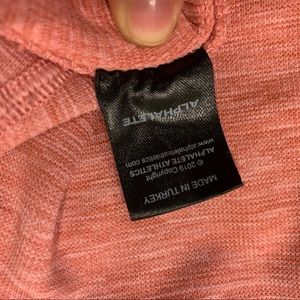 ALPHALETE
www.alphaleteathletics.com
ALPHALETE ATHLETICS
© 2019 Copyright
MADE IN TURKEY